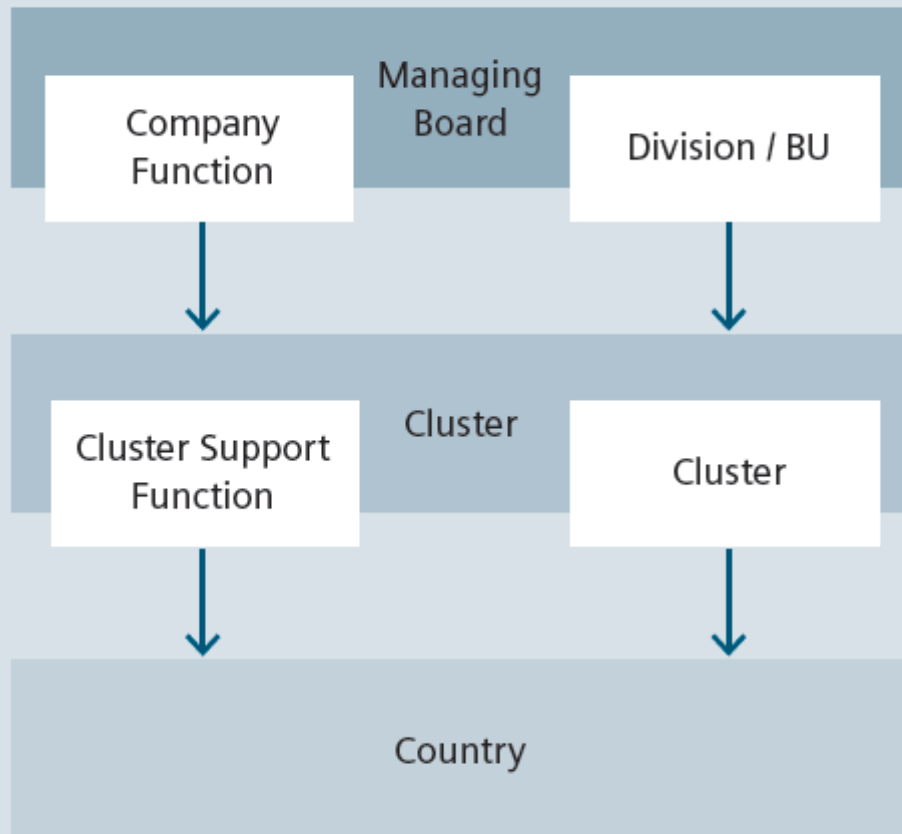 Managing
Board
Company
Function
Division / BU
Cluster
Cluster Support
Function
Cluster
Country